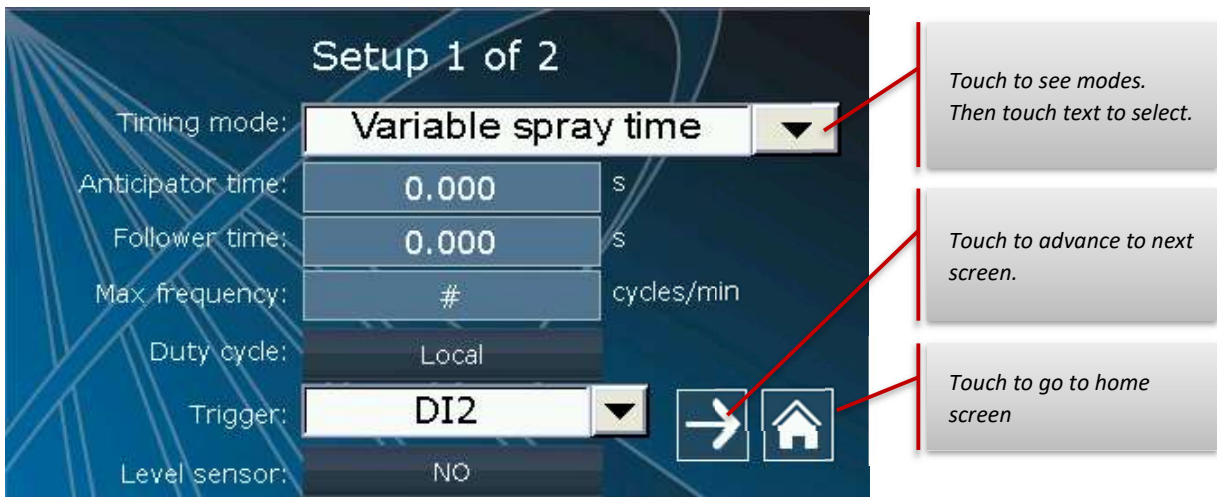 Setup 1 of 2
Timing mode: Variable spray time
Anticipator time: 0.000 s
Follower time: 0.000 s
Max frequency: # cycles/min
Duty cycle: Local
Trigger: DI2
Level sensor: NO
Touch to see modes.
Then touch text to select.
Touch to advance to next
screen.
Touch to go to home
screen